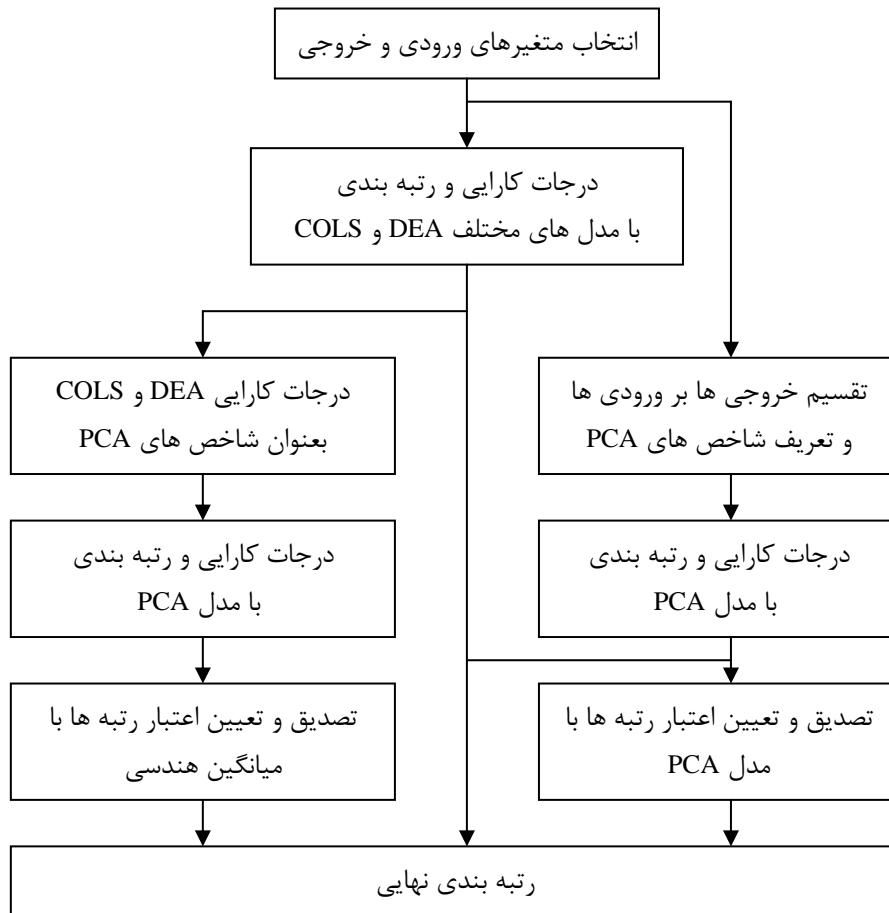 انتخاب متغیرهای ورودی و خروجی
درجات کارایی و رتبه بندی
با مدل های مختلف DEA و COLS
تقسیم خروجی ها بر ورودی ها
و تعریف شاخص های PCA
درجات کارایی DEA و COLS
بعنوان شاخص های PCA
درجات کارایی و رتبه بندی
با مدل PCA
درجات کارایی و رتبه بندی
با مدل PCA
تصدیق و تعیین اعتبار رتبه ها با
مدل PCA
تصدیق و تعیین اعتبار رتبه ها با
میانگین هندسی
رتبه بندی نهایی